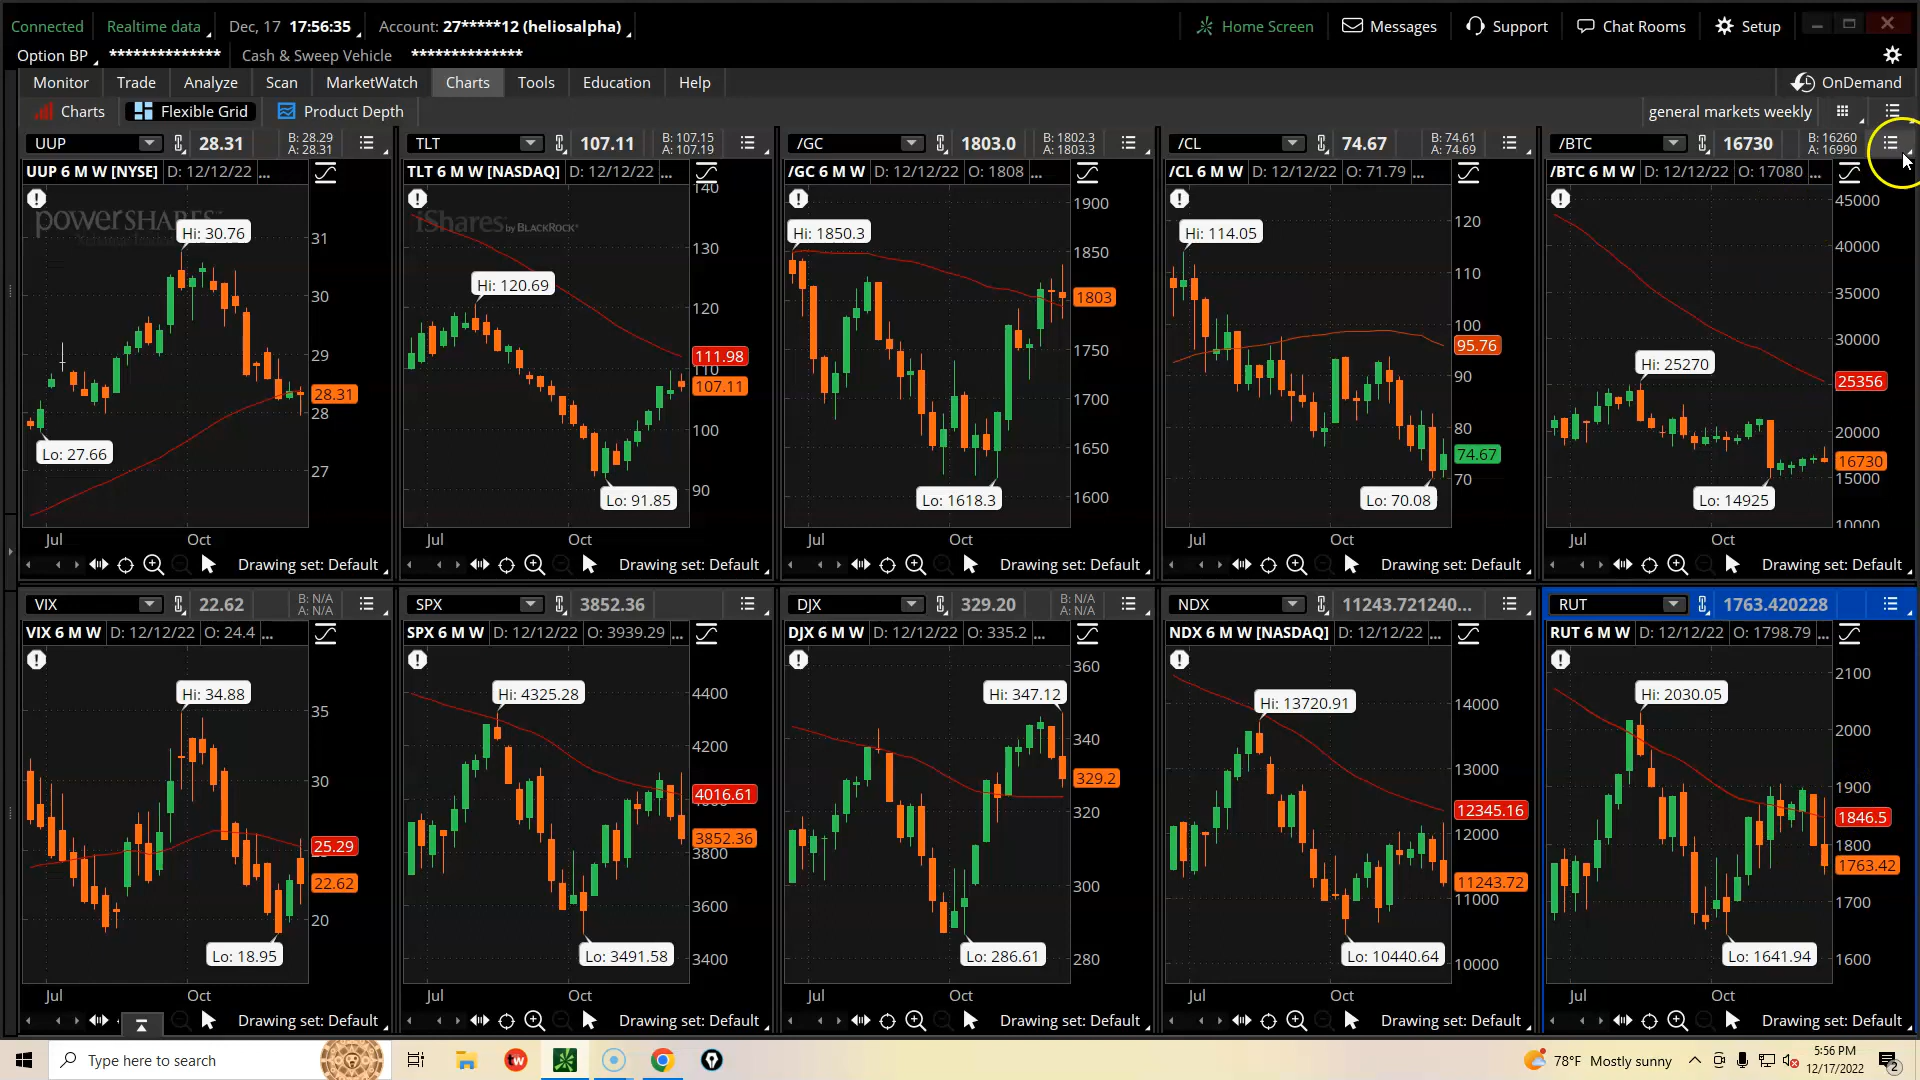 Connected Realtime data Dec, 17 17:56:35 Account: 27*****12 (heliosalpha) Home Screen Messages Support Chat Rooms Setup
Option BP ************** Cash & Sweep Vehicle **************
Monitor Trade Analyze Scan MarketWatch Charts Tools Education Help OnDemand
Charts Flexible Grid Product Depth general markets weekly
UUP 28.31 B: 28.29 A: 28.31
UUP 6 M W [NYSE] D: 12/12/22 ...
powerSHARES
Hi: 30.76
31
30
29
28.31
28
Lo: 27.66
27
Jul Oct
Drawing set: Default
TLT 107.11 B: 107.15 A: 107.19
TLT 6 M W [NASDAQ] D: 12/12/22 ...
140
iShares by BLACKROCK
130
Hi: 120.69
120
111.98
110
107.11
100
90
Lo: 91.85
Jul Oct
Drawing set: Default
/GC 1803.0 B: 1802.3 A: 1803.3
/GC 6 M W D: 12/12/22 O: 1808 ...
1900
Hi: 1850.3
1850
1803
1750
1700
1650
1600
Lo: 1618.3
Jul Oct
Drawing set: Default
/CL 74.67 B: 74.61 A: 74.69
/CL 6 M W D: 12/12/22 O: 71.79 ...
120
Hi: 114.05
110
100
95.76
90
80
74.67
70
Lo: 70.08
Jul Oct
Drawing set: Default
/BTC 16730 B: 16260 A: 16990
/BTC 6 M W D: 12/12/22 O: 17080 ...
45000
40000
35000
30000
Hi: 25270
25356
20000
16730
15000
Lo: 14925
10000
Jul Oct
Drawing set: Default
VIX 22.62 B: N/A A: N/A
VIX 6 M W D: 12/12/22 O: 24.4 ...
Hi: 34.88
35
30
25.29
22.62
20
Lo: 18.95
Jul Oct
Drawing set: Default
SPX 3852.36
SPX 6 M W D: 12/12/22 O: 3939.29 ...
Hi: 4325.28
4400
4200
4016.61
3852.36
3800
3600
3400
Lo: 3491.58
Jul Oct
Drawing set: Default
DJX 329.20 B: N/A A: N/A
DJX 6 M W D: 12/12/22 O: 335.2 ...
360
Hi: 347.12
340
329.2
320
300
280
Lo: 286.61
Jul Oct
Drawing set: Default
NDX 11243.721240...
NDX 6 M W [NASDAQ] D: 12/12/22 ...
Hi: 13720.91
14000
13000
12345.16
12000
11243.72
11000
10000
Lo: 10440.64
Jul Oct
Drawing set: Default
RUT 1763.420228
RUT 6 M W D: 12/12/22 O: 1798.79 ...
2100
Hi: 2030.05
2000
1900
1846.5
1800
1763.42
1700
1600
Lo: 1641.94
Jul Oct
Drawing set: Default
Type here to search tw 78°F Mostly sunny 5:56 PM
12/17/2022 2